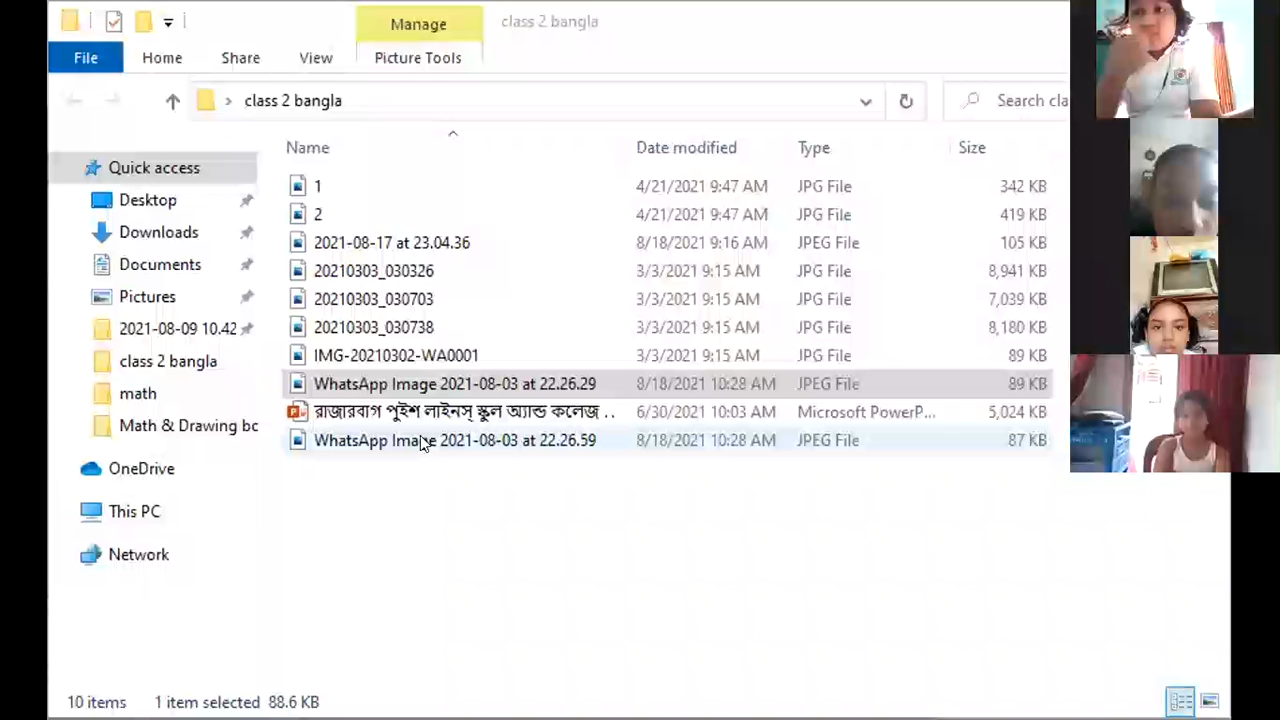 Manage
class 2 bangla
File
Home
Share
View
Picture Tools
class 2 bangla
Search cla
Name
Date modified
Type
Size
Quick access
Desktop
Downloads
Documents
Pictures
2021-08-09 10.42
class 2 bangla
math
Math & Drawing bc
OneDrive
This PC
Network
1 4/21/2021 9:47 AM JPG File 342 KB
2 4/21/2021 9:47 AM JPG File 419 KB
2021-08-17 at 23.04.36 8/18/2021 9:16 AM JPEG File 105 KB
20210303_030326 3/3/2021 9:15 AM JPG File 8,941 KB
20210303_030703 3/3/2021 9:15 AM JPG File 7,039 KB
20210303_030738 3/3/2021 9:15 AM JPG File 8,180 KB
IMG-20210302-WA0001 3/3/2021 9:15 AM JPG File 89 KB
WhatsApp Image 2021-08-03 at 22.26.29 8/18/2021 10:28 AM JPEG File 89 KB
রাজারবাগ পুইশ লাইনস্ স্কুল অ্যান্ড কলেজ .. 6/30/2021 10:03 AM Microsoft PowerP... 5,024 KB
WhatsApp Image 2021-08-03 at 22.26.59 8/18/2021 10:28 AM JPEG File 87 KB
10 items 1 item selected 88.6 KB